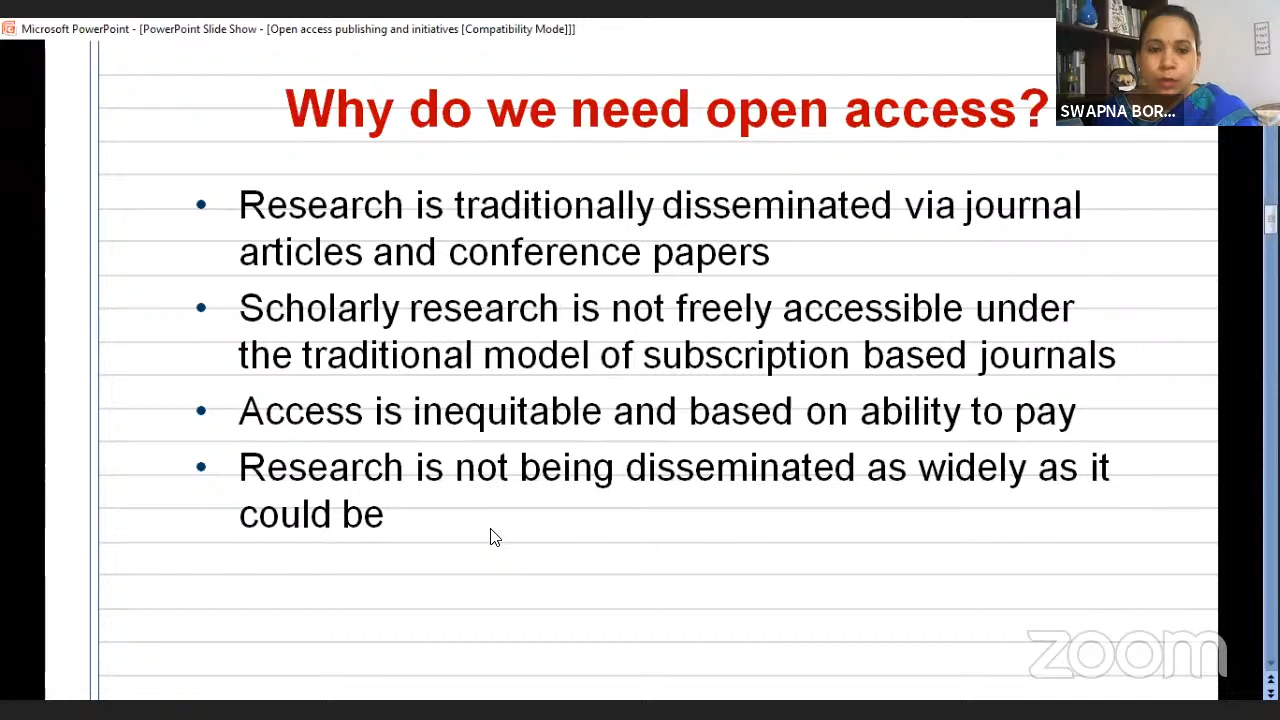 Microsoft PowerPoint - [PowerPoint Slide Show - [Open access publishing and initiatives [Compatibility Mode]]]
SWAPNA BOR...
Why do we need open access?
• Research is traditionally disseminated via journal
articles and conference papers
• Scholarly research is not freely accessible under
the traditional model of subscription based journals
• Access is inequitable and based on ability to pay
• Research is not being disseminated as widely as it
could be
zoom